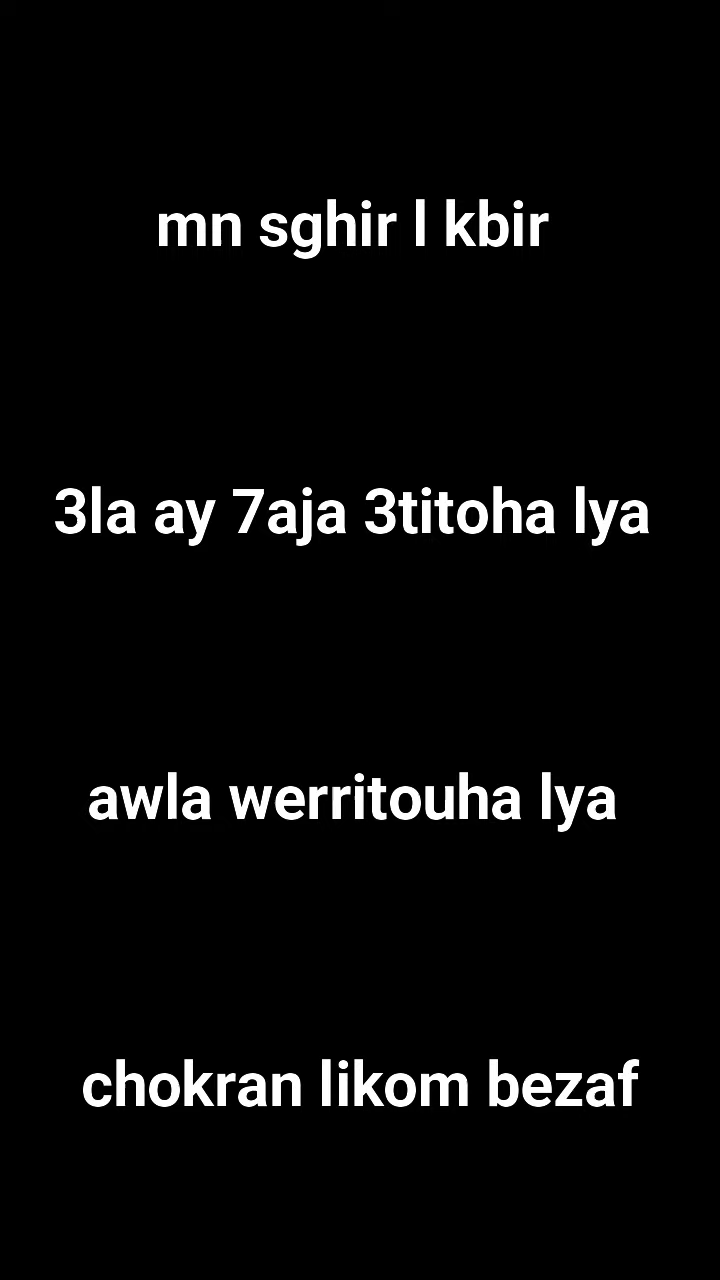 mn sghir l kbir
3la ay 7aja 3titoha lya
awla werritouha lya
chokran likom bezaf